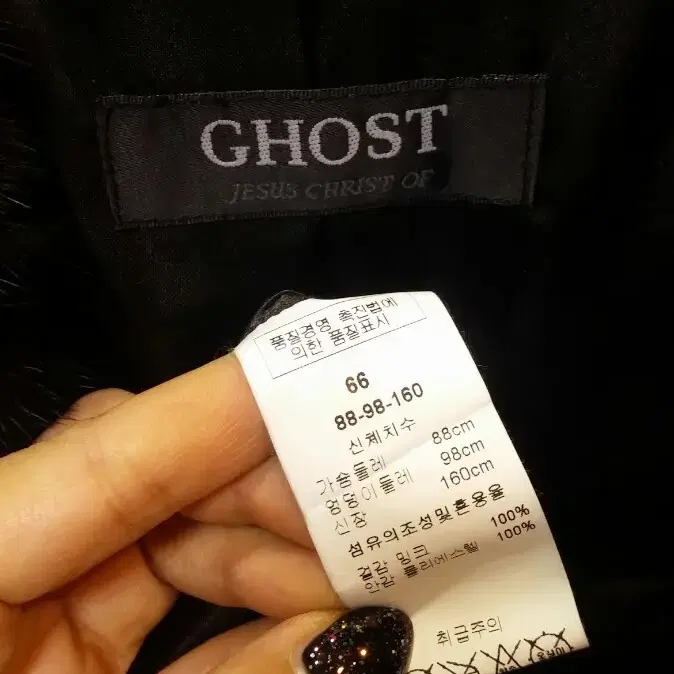 GHOST
JESUS CHRIST OF
품질경영 촉진법에
의한 품질표시
66
88-98-160
신체치수
가슴둘레 88cm
엉덩이둘레 98cm
신장 160cm
섬유의조성및혼용율
겉감 밍크 100%
안감 폴리에스텔 100%
취급주의